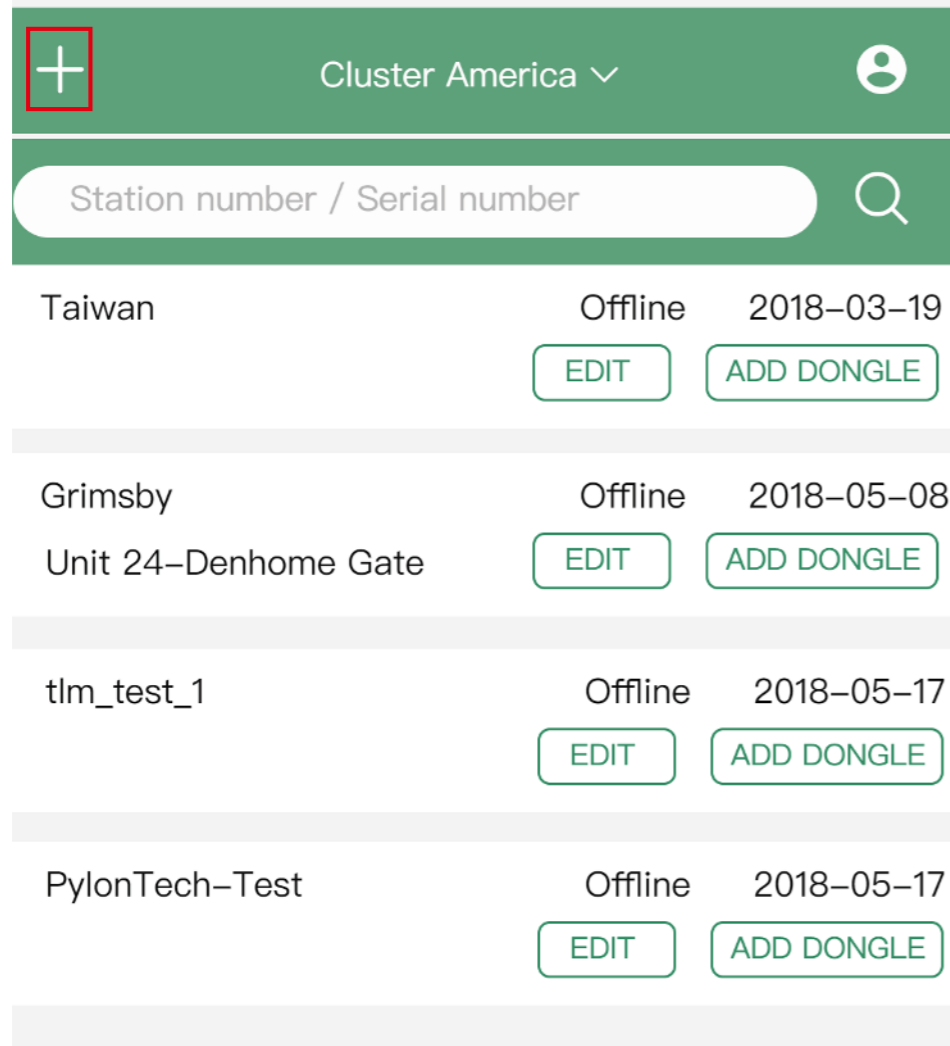 Cluster America
Station number / Serial number
Taiwan Offline 2018–03–19
EDIT ADD DONGLE
Grimsby Offline 2018–05–08
Unit 24–Denhome Gate EDIT ADD DONGLE
tlm_test_1 Offline 2018–05–17
EDIT ADD DONGLE
PylonTech–Test Offline 2018–05–17
EDIT ADD DONGLE